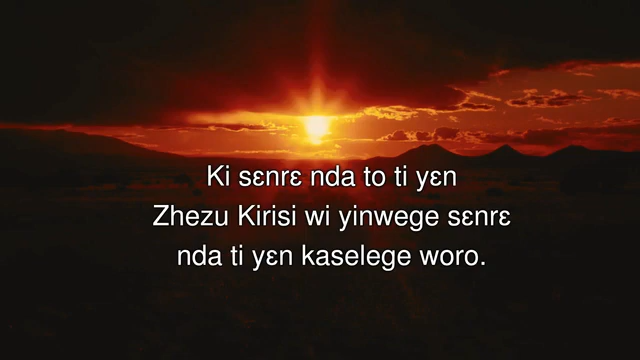 Ki sɛnrɛ nda to ti yɛn
Zhezu Kirisi wi yinwege sɛnrɛ
nda ti yɛn kaselege woro.